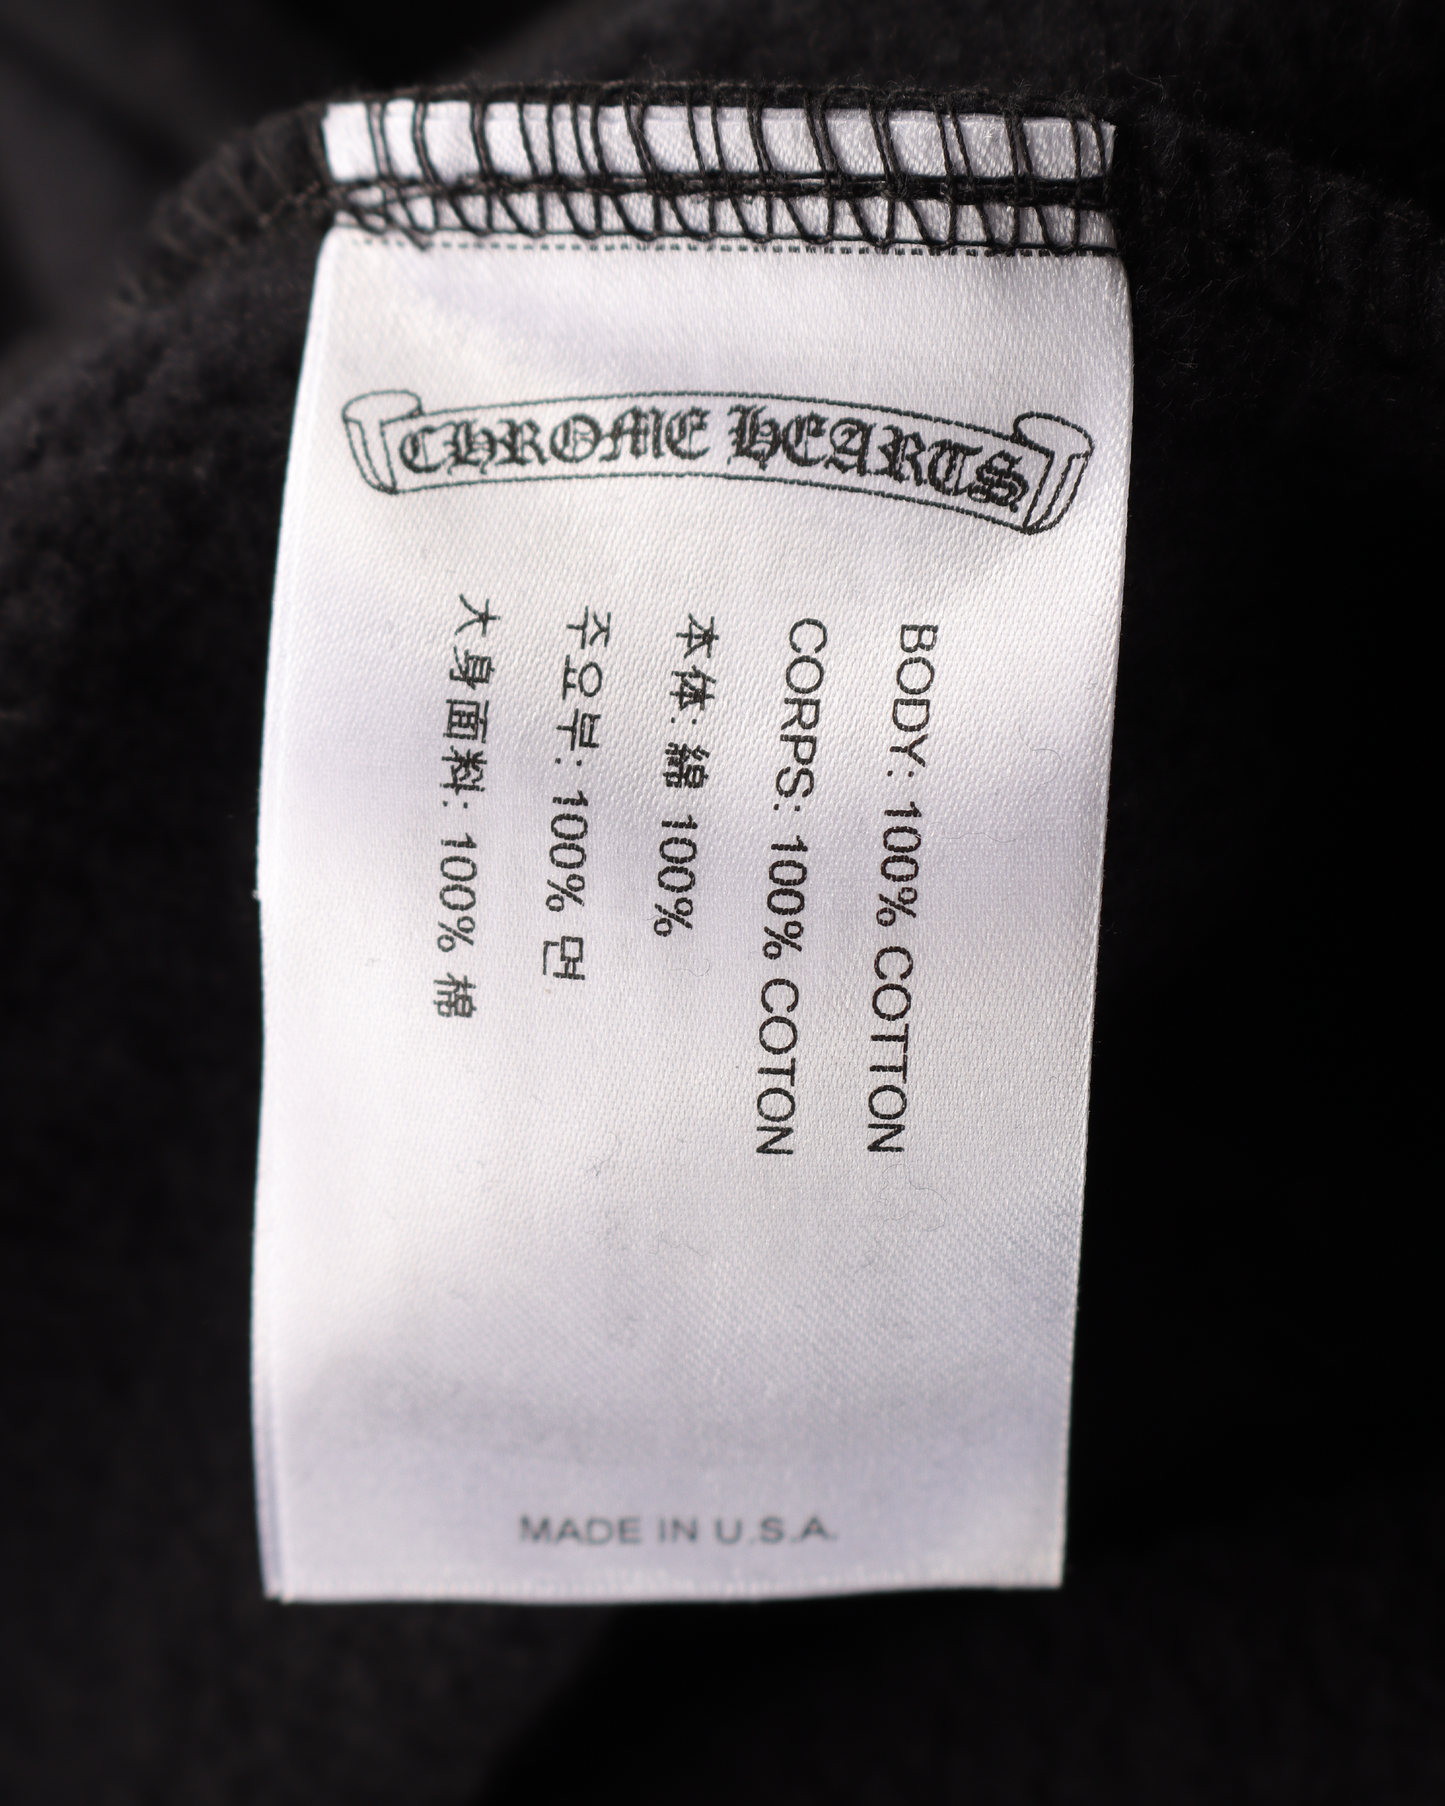 CHROME HEARTS
BODY: 100% COTTON
CORPS: 100% COTON
本体: 綿 100%
주요부: 100% 면
大身面料: 100% 棉
MADE IN U.S.A.